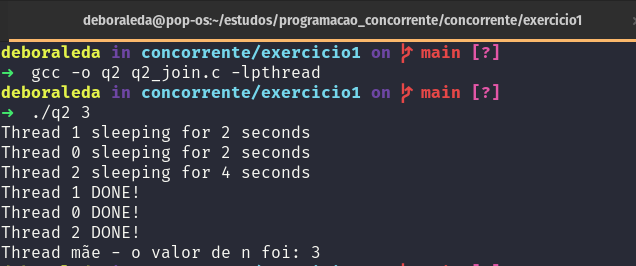 deboraleda@pop-os:~/estudos/programacao_concorrente/concorrente/exercicio1
deboraleda in concorrente/exercicio1 on main [?]
➜ gcc -o q2 q2_join.c -lpthread
deboraleda in concorrente/exercicio1 on main [?]
➜ ./q2 3
Thread 1 sleeping for 2 seconds
Thread 0 sleeping for 2 seconds
Thread 2 sleeping for 4 seconds
Thread 1 DONE!
Thread 0 DONE!
Thread 2 DONE!
Thread mãe - o valor de n foi: 3